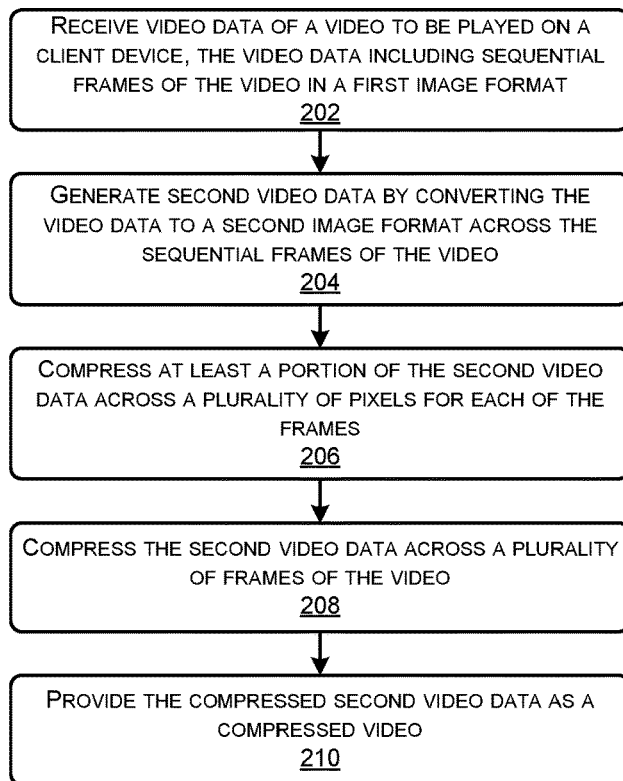 RECEIVE VIDEO DATA OF A VIDEO TO BE PLAYED ON A
CLIENT DEVICE, THE VIDEO DATA INCLUDING SEQUENTIAL
FRAMES OF THE VIDEO IN A FIRST IMAGE FORMAT
202
GENERATE SECOND VIDEO DATA BY CONVERTING THE
VIDEO DATA TO A SECOND IMAGE FORMAT ACROSS THE
SEQUENTIAL FRAMES OF THE VIDEO
204
COMPRESS AT LEAST A PORTION OF THE SECOND VIDEO
DATA ACROSS A PLURALITY OF PIXELS FOR EACH OF THE
FRAMES
206
COMPRESS THE SECOND VIDEO DATA ACROSS A PLURALITY
OF FRAMES OF THE VIDEO
208
PROVIDE THE COMPRESSED SECOND VIDEO DATA AS A
COMPRESSED VIDEO
210